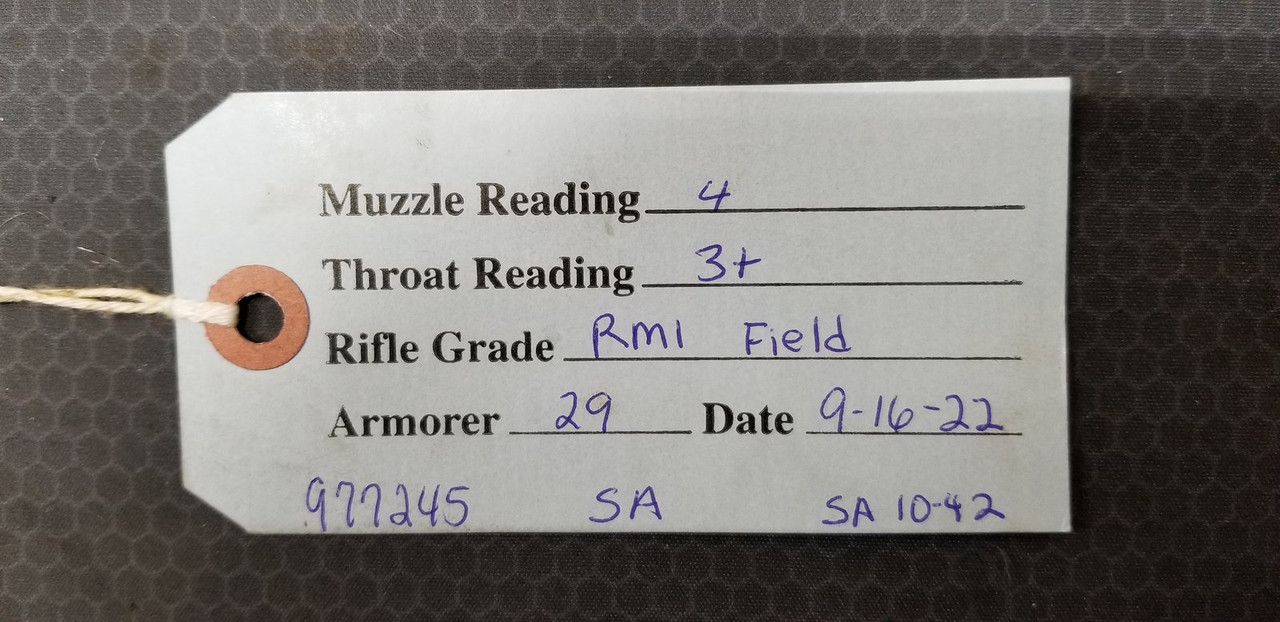 Muzzle Reading 4
Throat Reading 3+
Rifle Grade RM1 Field
Armorer 29 Date 9-16-22
977245 SA SA 10-42